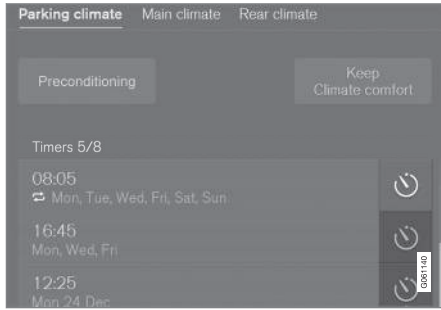 Parking climate Main climate Rear climate
Preconditioning
Keep
Climate comfort
Timers 5/8
08:05
Mon, Tue, Wed, Fri, Sat, Sun
16:45
Mon, Wed, Fri
12:25
Mon 24 Dec
G061140